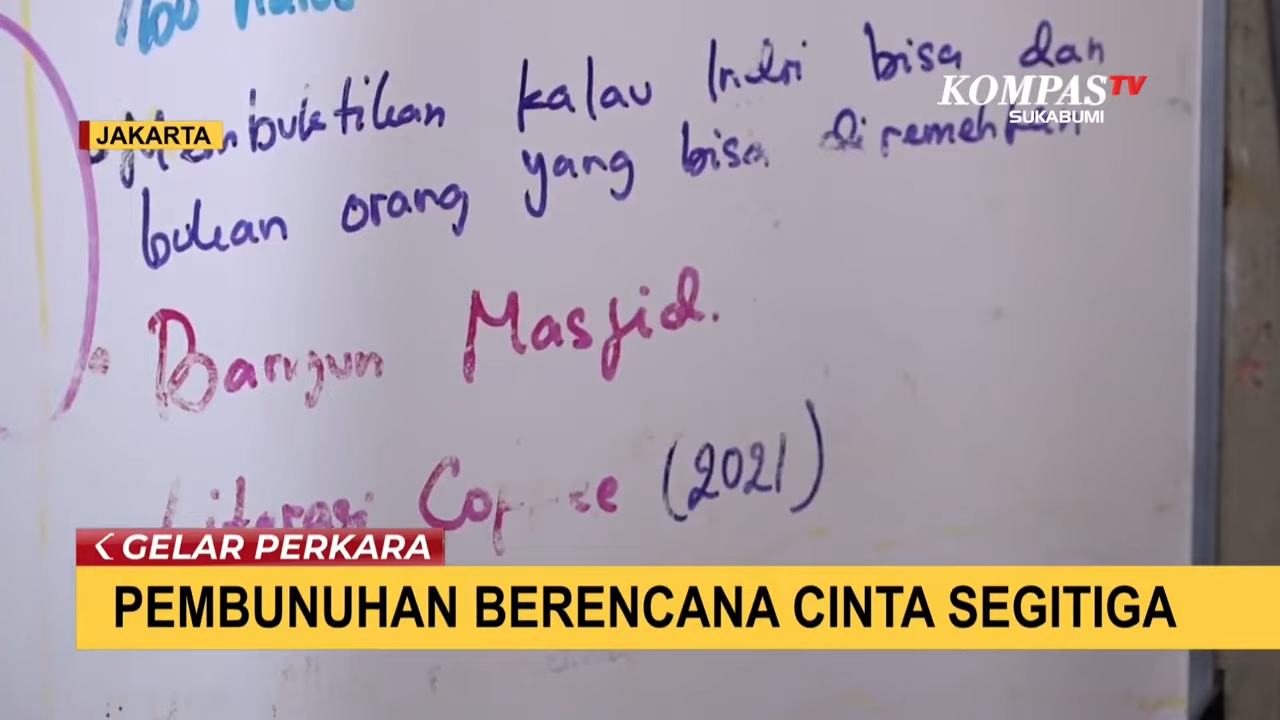 Membuktikan kalau Indri bisa dan
KOMPASTV
SUKABUMI
JAKARTA
bukan orang yang bisa diremehkan
Bangun Masjid.
Literasi (2021)
GELAR PERKARA
PEMBUNUHAN BERENCANA CINTA SEGITIGA